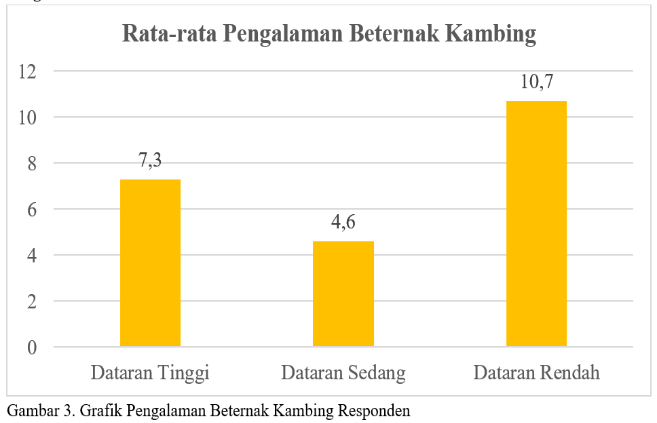 Rata-rata Pengalaman Beternak Kambing
12
10
8
6
4
2
0
7,3
4,6
10,7
Dataran Tinggi
Dataran Sedang
Dataran Rendah
Gambar 3. Grafik Pengalaman Beternak Kambing Responden